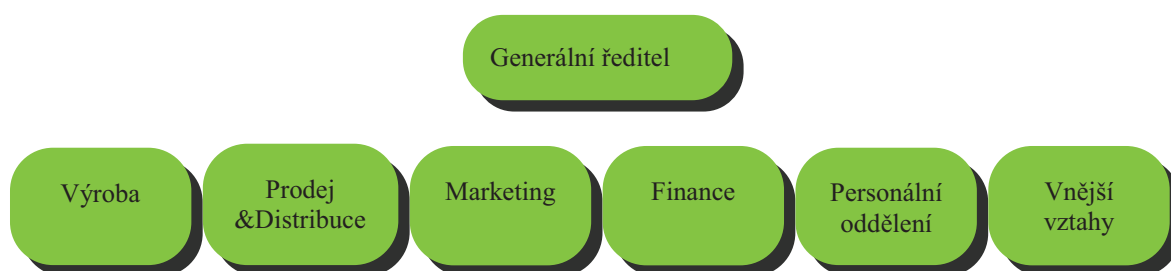 Generální ředitel
Výroba
Prodej
&Distribuce
Marketing
Finance
Personální
oddělení
Vnější
vztahy